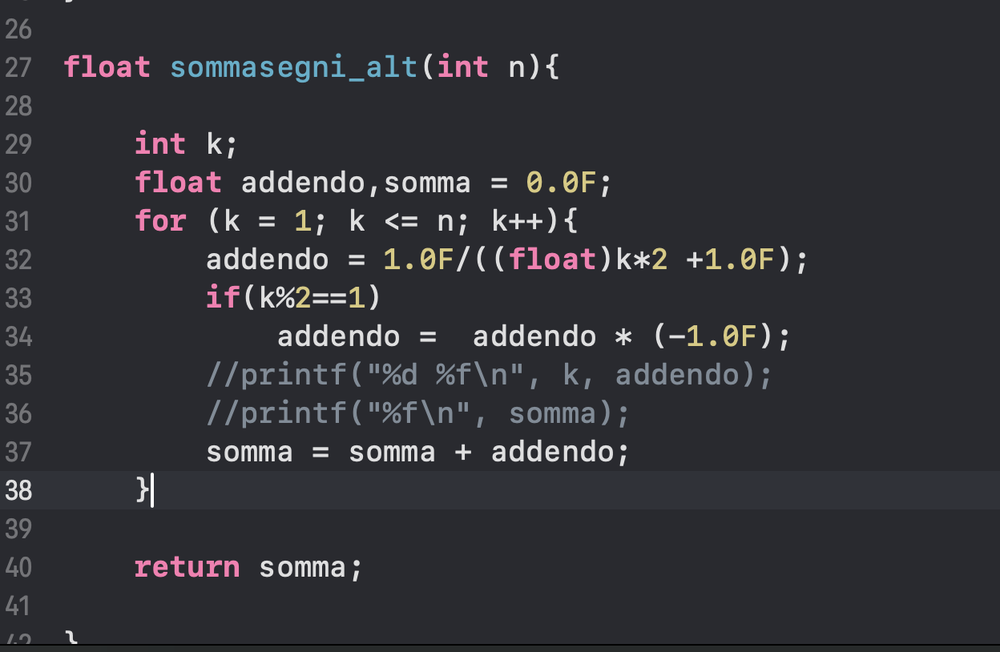 26
27 float sommasegni_alt(int n){
28
29 int k;
30 float addendo,somma = 0.0F;
31 for (k = 1; k <= n; k++){
32 addendo = 1.0F/((float)k*2 +1.0F);
33 if(k%2==1)
34 addendo =  addendo * (-1.0F);
35 //printf("%d %f\n", k, addendo);
36 //printf("%f\n", somma);
37 somma = somma + addendo;
38 }
39
40 return somma;
41
42 }